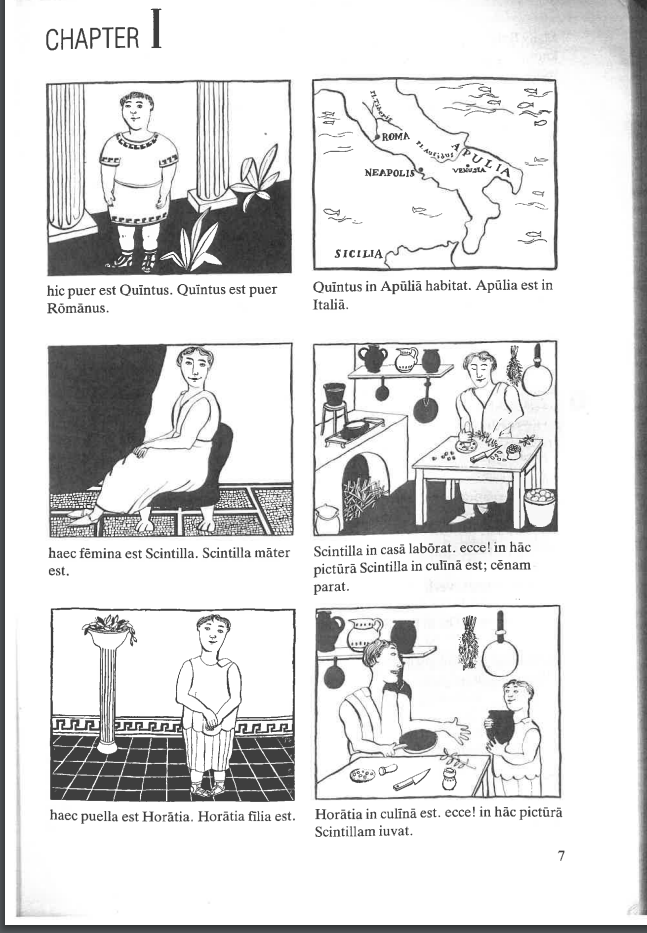 CHAPTER I
ROMA
APULIA
VENUSIA
NEAPOLIS
SICILIA
hic puer est Quīntus. Quīntus est puer
Rōmānus.
Quīntus in Apūliā habitat. Apūlia est in
Italiā.
haec fēmina est Scintilla. Scintilla māter
est.
Scintilla in casā labōrat. ecce! in hāc
pictūrā Scintilla in culīnā est; cēnam
parat.
haec puella est Horātia. Horātia fīlia est.
Horātia in culīnā est. ecce! in hāc pictūrā
Scintillam iuvat.
7